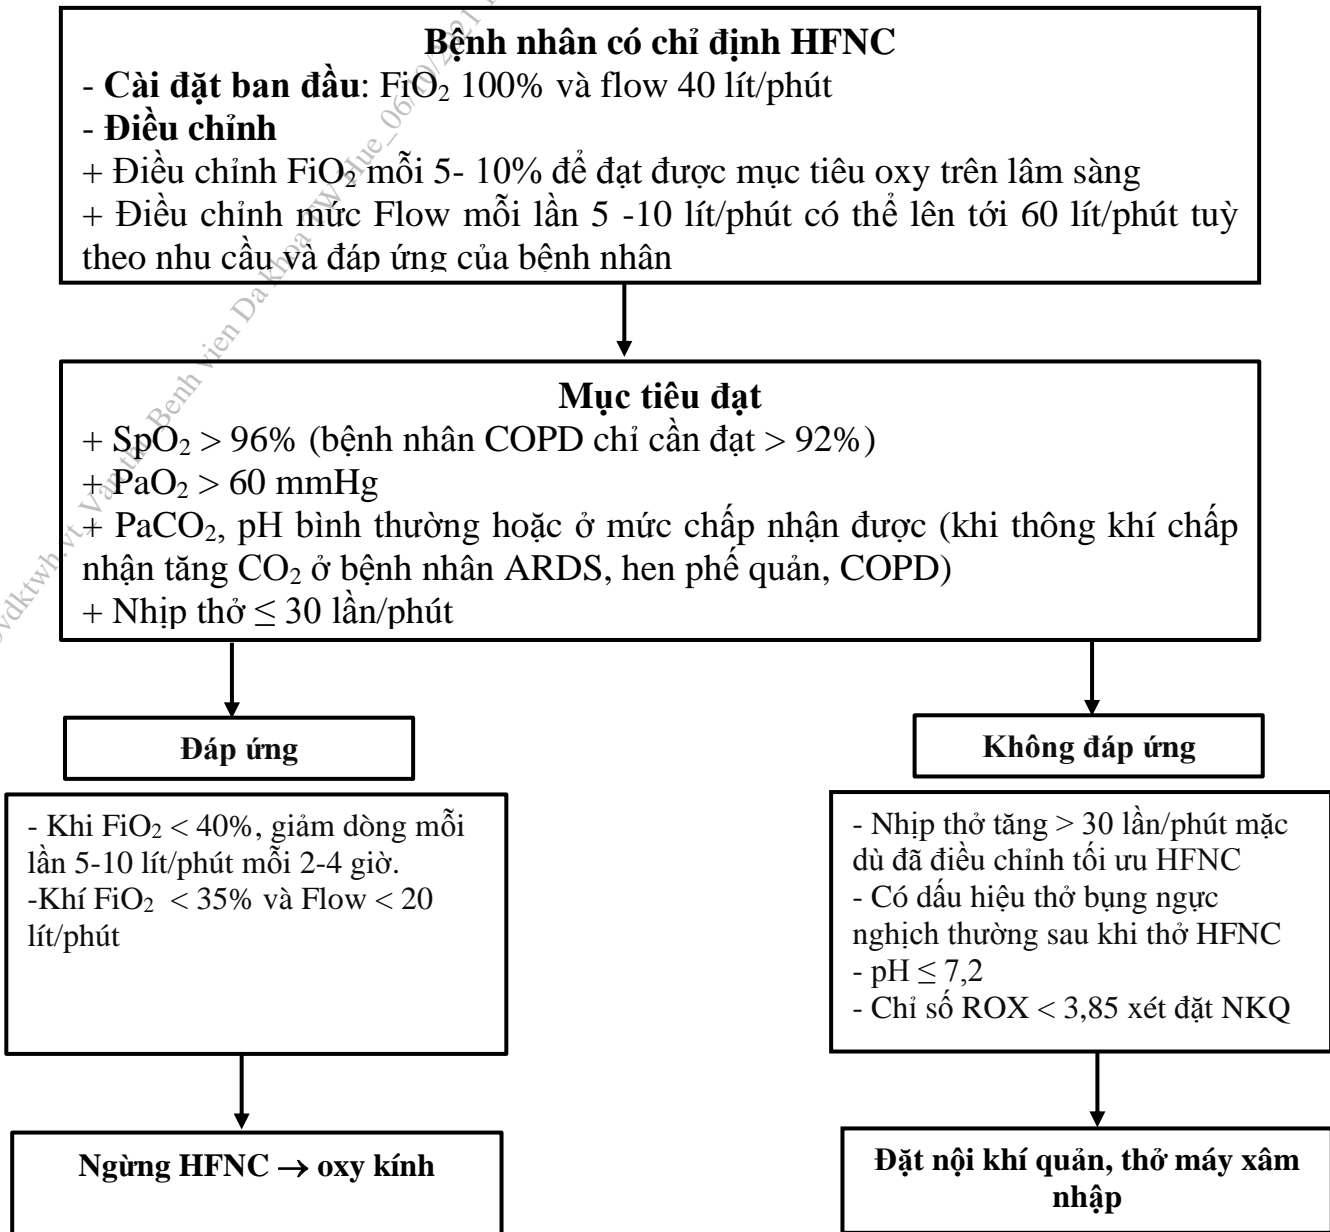 Bệnh nhân có chỉ định HFNC
- Cài đặt ban đầu: FiO₂ 100% và flow 40 lít/phút
- Điều chỉnh
+ Điều chỉnh FiO₂ mỗi 5- 10% để đạt được mục tiêu oxy trên lâm sàng
+ Điều chỉnh mức Flow mỗi lần 5 -10 lít/phút có thể lên tới 60 lít/phút tuỳ
theo nhu cầu và đáp ứng của bệnh nhân
Mục tiêu đạt
+ SpO₂ > 96% (bệnh nhân COPD chỉ cần đạt > 92%)
+ PaO₂ > 60 mmHg
+ PaCO₂, pH bình thường hoặc ở mức chấp nhận được (khi thông khí chấp
nhận tăng CO₂ ở bệnh nhân ARDS, hen phế quản, COPD)
+ Nhịp thở ≤ 30 lần/phút
Đáp ứng
- Khi FiO₂ < 40%, giảm dòng mỗi
lần 5-10 lít/phút mỗi 2-4 giờ.
-Khí FiO₂ < 35% và Flow < 20
lít/phút
Ngừng HFNC → oxy kính
Không đáp ứng
- Nhịp thở tăng > 30 lần/phút mặc
dù đã điều chỉnh tối ưu HFNC
- Có dấu hiệu thở bụng ngực
nghịch thường sau khi thở HFNC
- pH ≤ 7,2
- Chỉ số ROX < 3,85 xét đặt NKQ
Đặt nội khí quản, thở máy xâm
nhập
Benh vien Da khoa TW Hue_06/10/2021